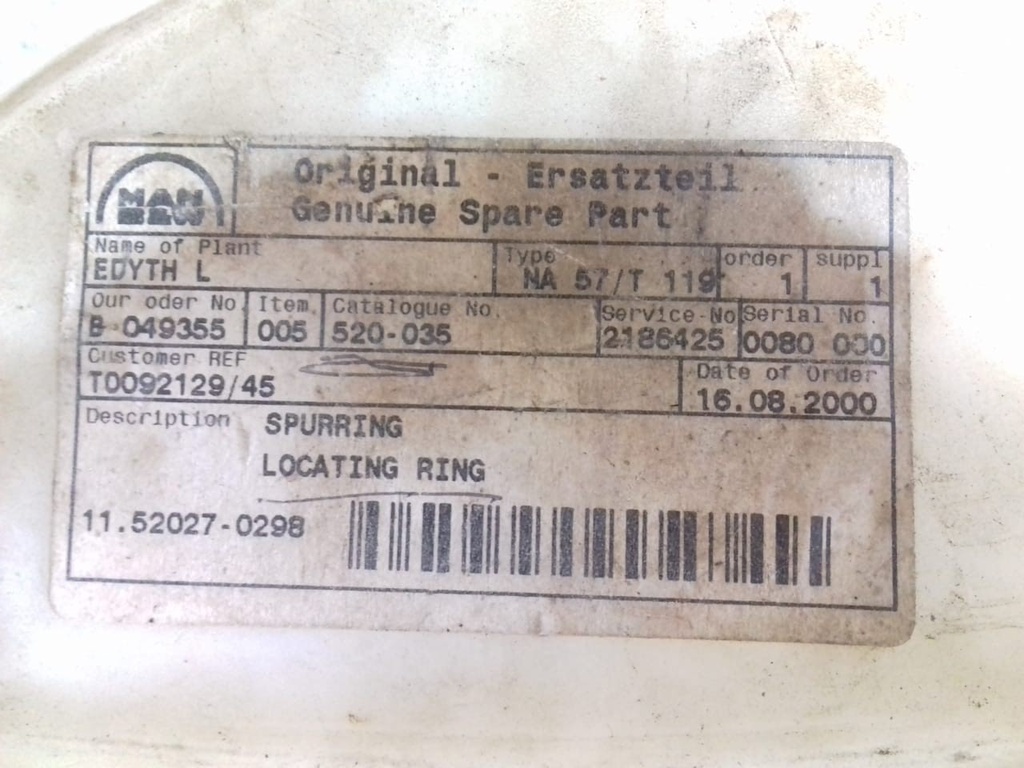 MAN
B&W
Original - Ersatzteil
Genuine Spare Part
Name of Plant Type order suppl
EDYTH L NA 57/T 119 1 1
Our oder No Item Catalogue No. Service-No Serial No.
B 049355 005 520-035 2186425 0080 000
Customer REF Date of Order
T0092129/45 16.08.2000
Description SPURRING
LOCATING RING
11.52027-0298